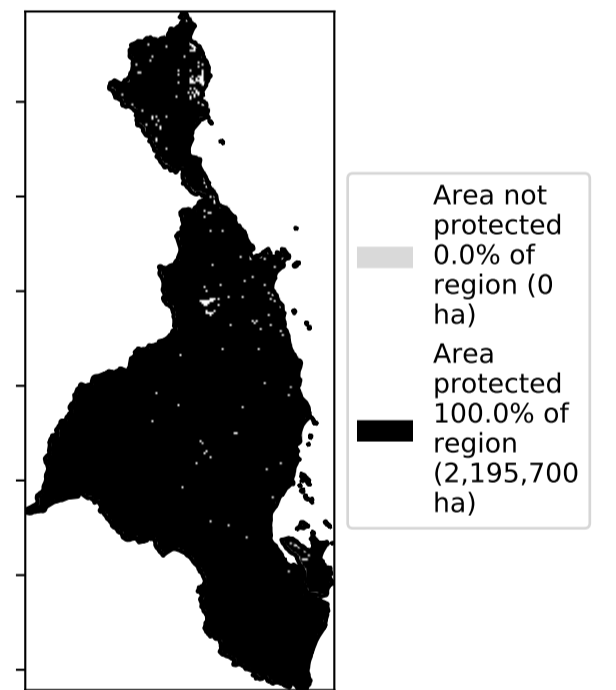 Area not
protected
0.0% of
region (0
ha)
Area
protected
100.0% of
region
(2,195,700
ha)